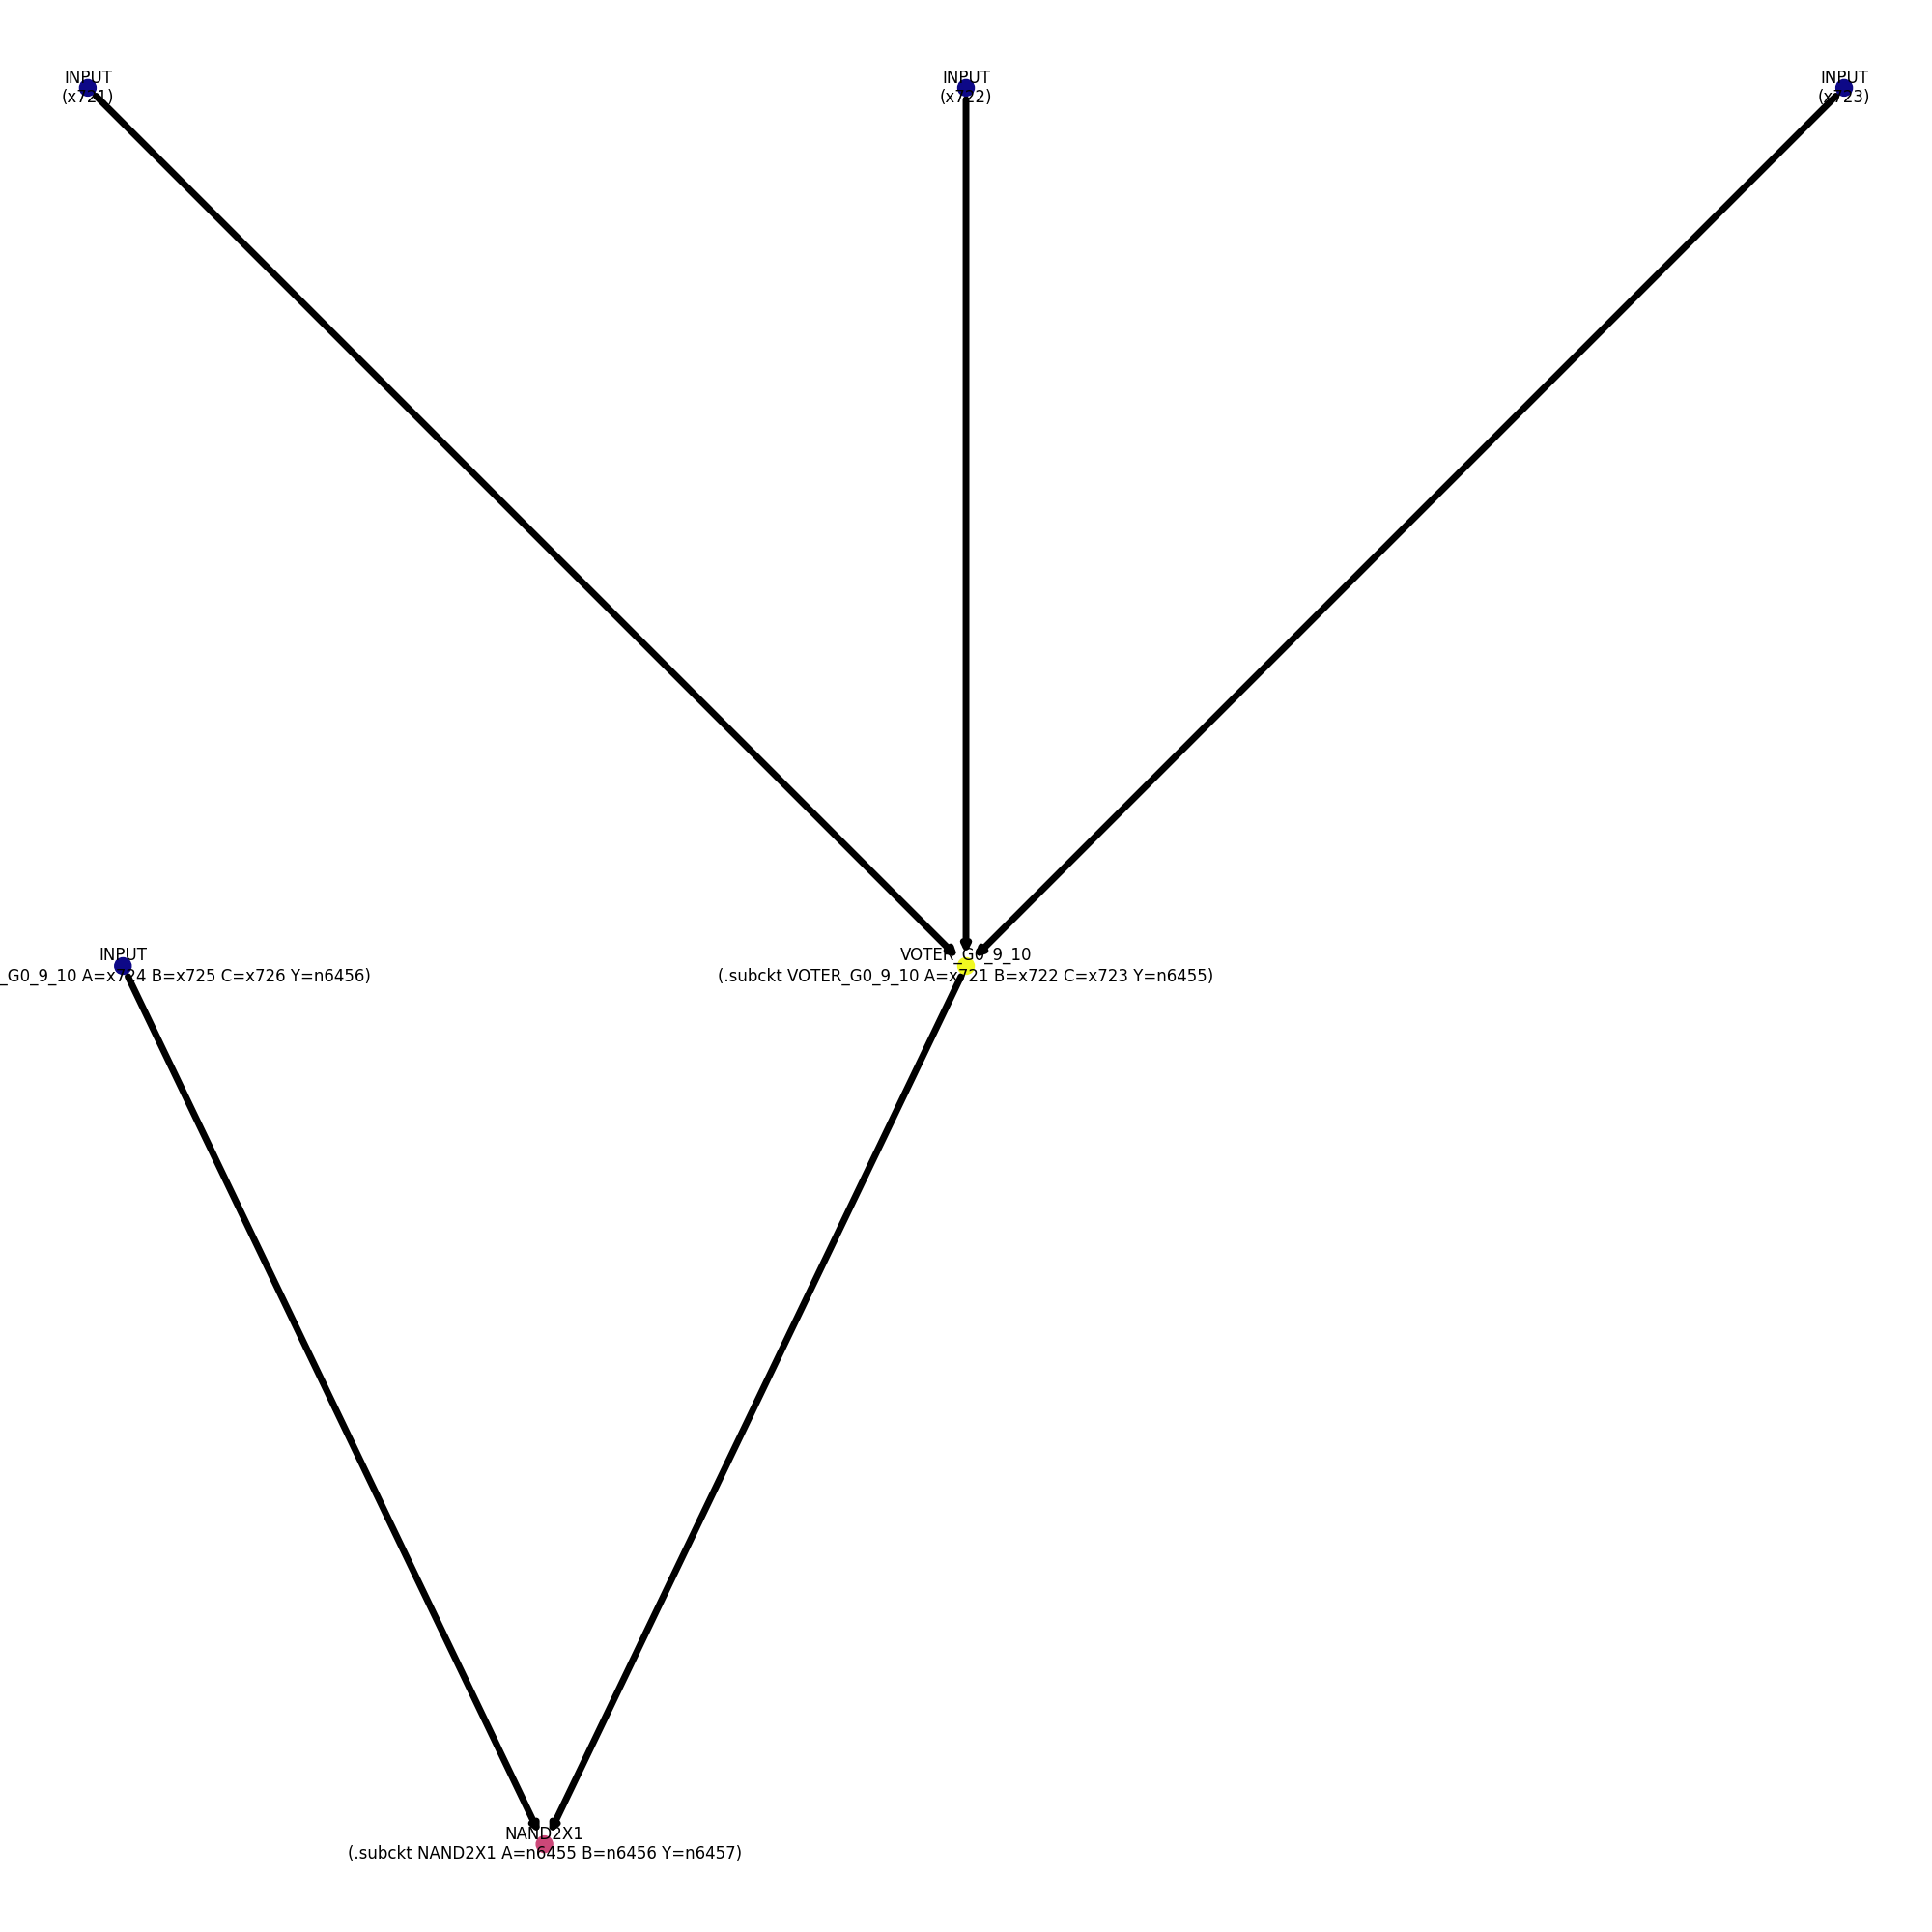 INPUT
(x721)
INPUT
(x722)
INPUT
(x723)
INPUT
_G0_9_10 A=x724 B=x725 C=x726 Y=n6456)
VOTER_G0_9_10
(.subckt VOTER_G0_9_10 A=x721 B=x722 C=x723 Y=n6455)
NAND2X1
(.subckt NAND2X1 A=n6455 B=n6456 Y=n6457)